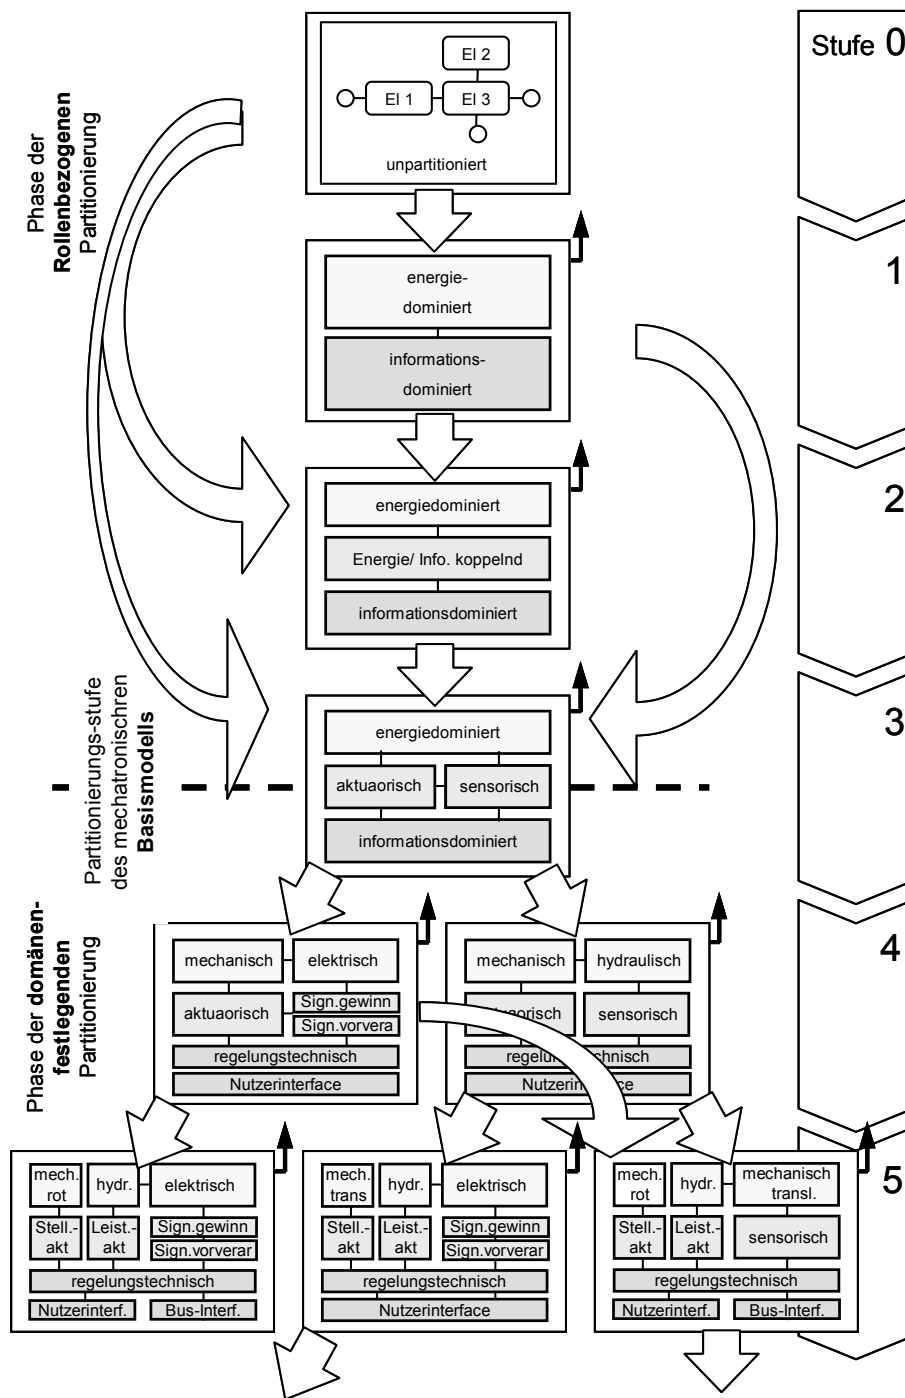 Stufe 0
El 2
El 1
El 3
unpartitioniert
Phase der
Rollenbezogenen
Partitionierung
1
energie-
dominiert
informations-
dominiert
2
energiedominiert
Energie/ Info. koppelnd
informationsdominiert
Partitionierungs-stufe
des mechatronischren
Basismodells
3
energiedominiert
aktuaorisch
sensorisch
informationsdominiert
Phase der domänen-
festlegenden
Partitionierung
4
mechanisch
elektrisch
aktuaorisch
Sign.gewinn
Sign.vorvera
regelungstechnisch
Nutzerinterface
mechanisch
hydraulisch
sensorisch
regelungstechnisch
5
mech.
rot
hydr.
elektrisch
Stell.-
akt
Leist.-
akt
Sign.gewinn
Sign.vorverar
regelungstechnisch
Nutzerinterf.
Bus-Interf.
mech.
trans
hydr.
elektrisch
Stell.-
akt
Leist.-
akt
Sign.gewinn
Sign.vorverar
regelungstechnisch
Nutzerinterface
mech.
rot
hydr.
mechanisch
transl.
Stell.-
akt
Leist.-
akt
sensorisch
regelungstechnisch
Nutzerinterf.
Bus-Interf.